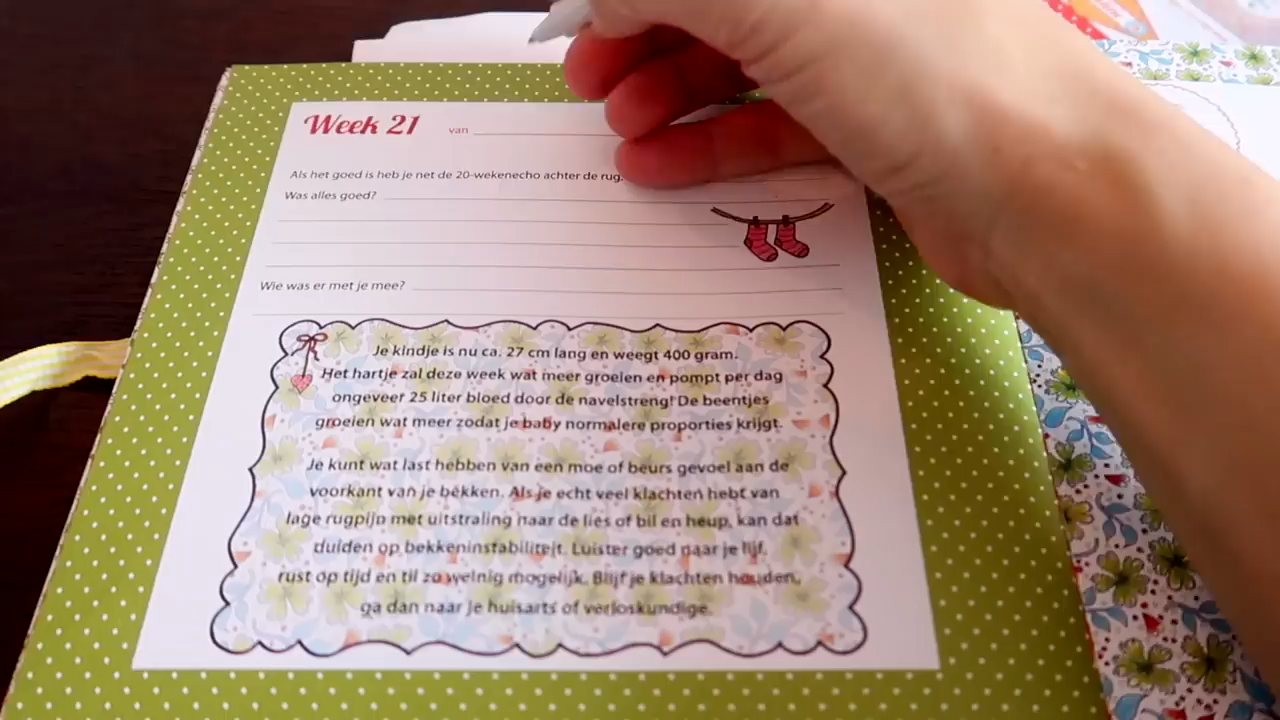 Week 21 van
Als het goed is heb je net de 20-wekenecho achter de rug.
Was alles goed?
Wie was er met je mee?
Je kindje is nu ca. 27 cm lang en weegt 400 gram.
Het hartje zal deze week wat meer groeien en pompt per dag
ongeveer 25 liter bloed door de navelstreng! De beentjes
groeien wat meer zodat je baby normalere proporties krijgt.
Je kunt wat last hebben van een moe of beurs gevoel aan de
voorkant van je bekken. Als je echt veel klachten hebt van
lage rugpijn met uitstraling naar de lies of bil en heup, kan dat
duiden op bekkeninstabiliteit. Luister goed naar je lijf,
rust op tijd en til zo weinig mogelijk. Blijf je klachten houden,
ga dan naar je huisarts of verloskundige.